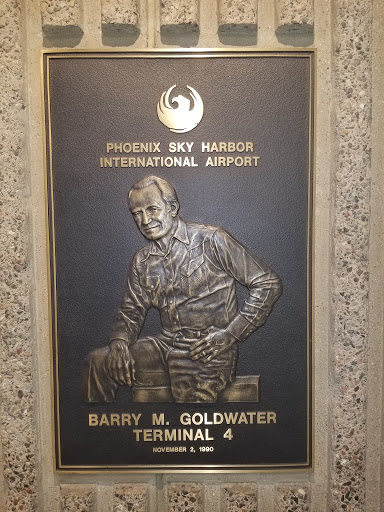 PHOENIX SKY HARBOR
INTERNATIONAL AIRPORT
BARRY M. GOLDWATER
TERMINAL 4
NOVEMBER 2, 1990